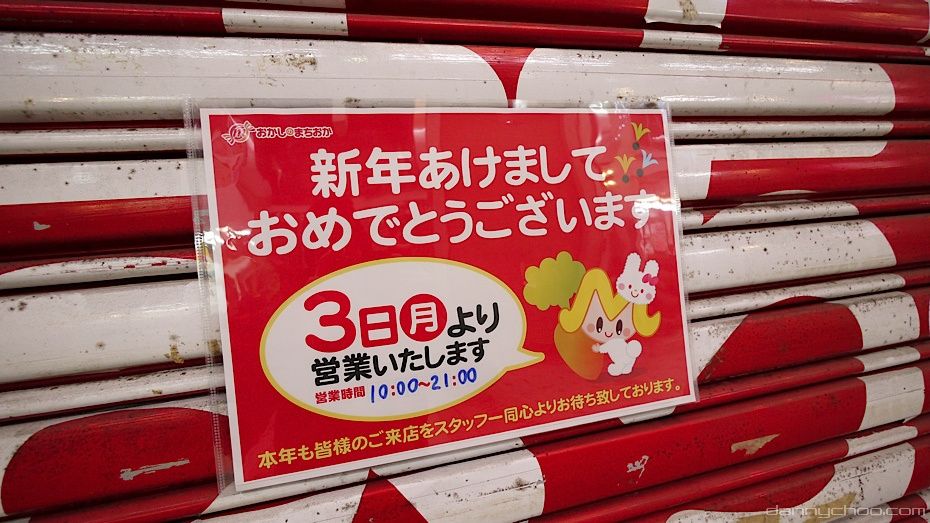 おかしのまちおか
新年あけまして
おめでとうございます
3日月より
営業いたします
営業時間 10:00~21:00
本年も皆様のご来店をスタッフ一同心よりお待ち致しております。
dannychoo.com